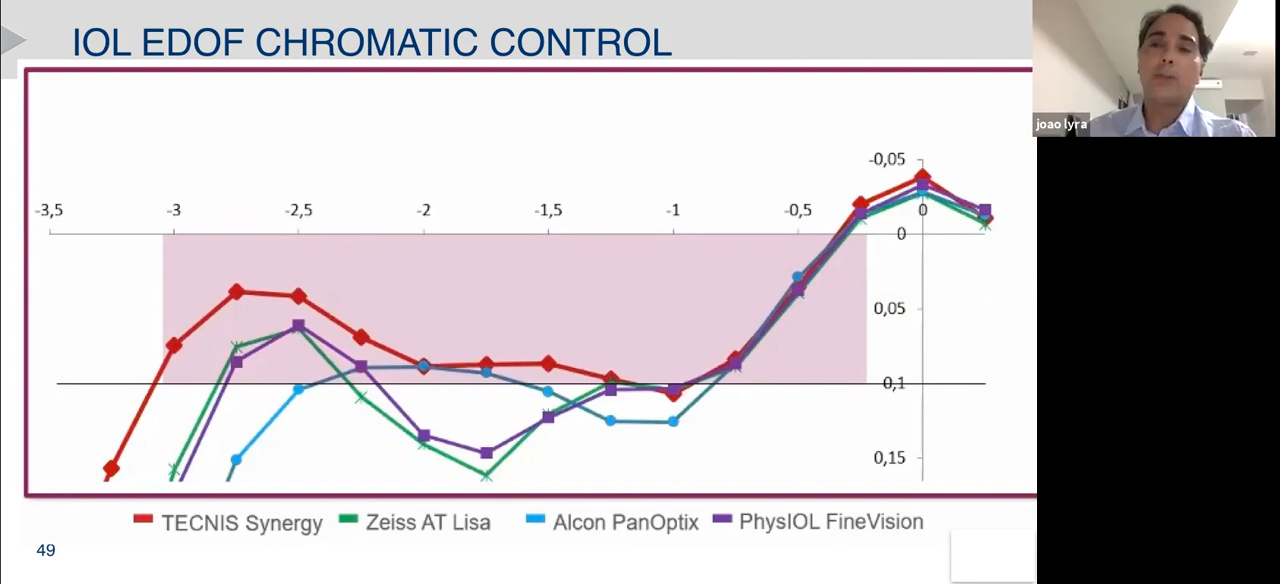 IOL EDOF CHROMATIC CONTROL
joao lyra
-0,05
-3,5 -3 -2,5 -2 -1,5 -1 -0,5 0
0
0,05
0,1
0,15
TECNIS Synergy Zeiss AT Lisa Alcon PanOptix PhysIOL FineVision
49